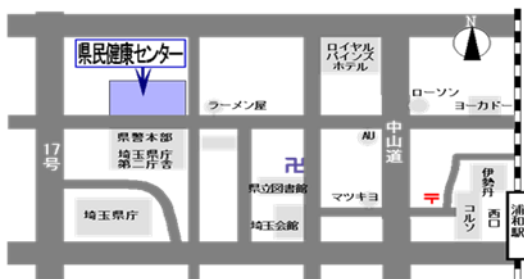 N
県民健康センター
ロイヤル
パインズ
ホテル
ラーメン屋
ローソン
ヨーカドー
17号
県警本部
埼玉県庁
第二庁舎
AU
中山道
卍
県立図書館
マツキヨ
〒
伊勢丹
コルソ
西口
浦和駅
埼玉県庁
埼玉会館